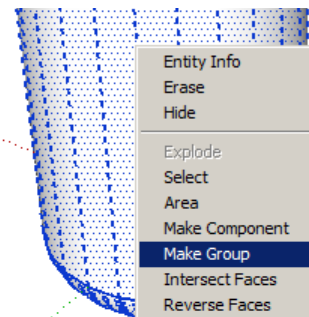 Entity Info
Erase
Hide
Explode
Select
Area
Make Component
Make Group
Intersect Faces
Reverse Faces